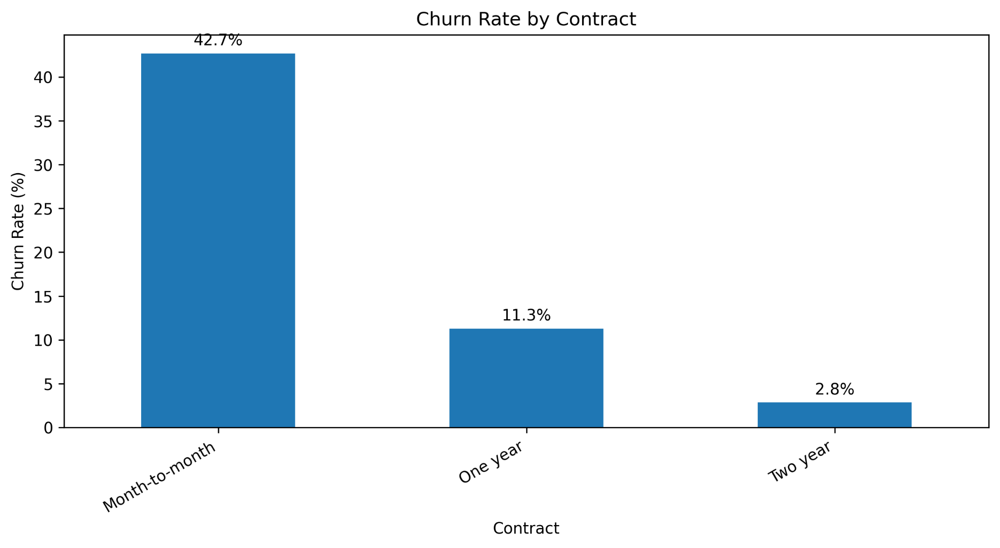 Churn Rate by Contract
42.7%
11.3%
2.8%
Churn Rate (%)
40
35
30
25
20
15
10
5
0
Month-to-month
One year
Two year
Contract